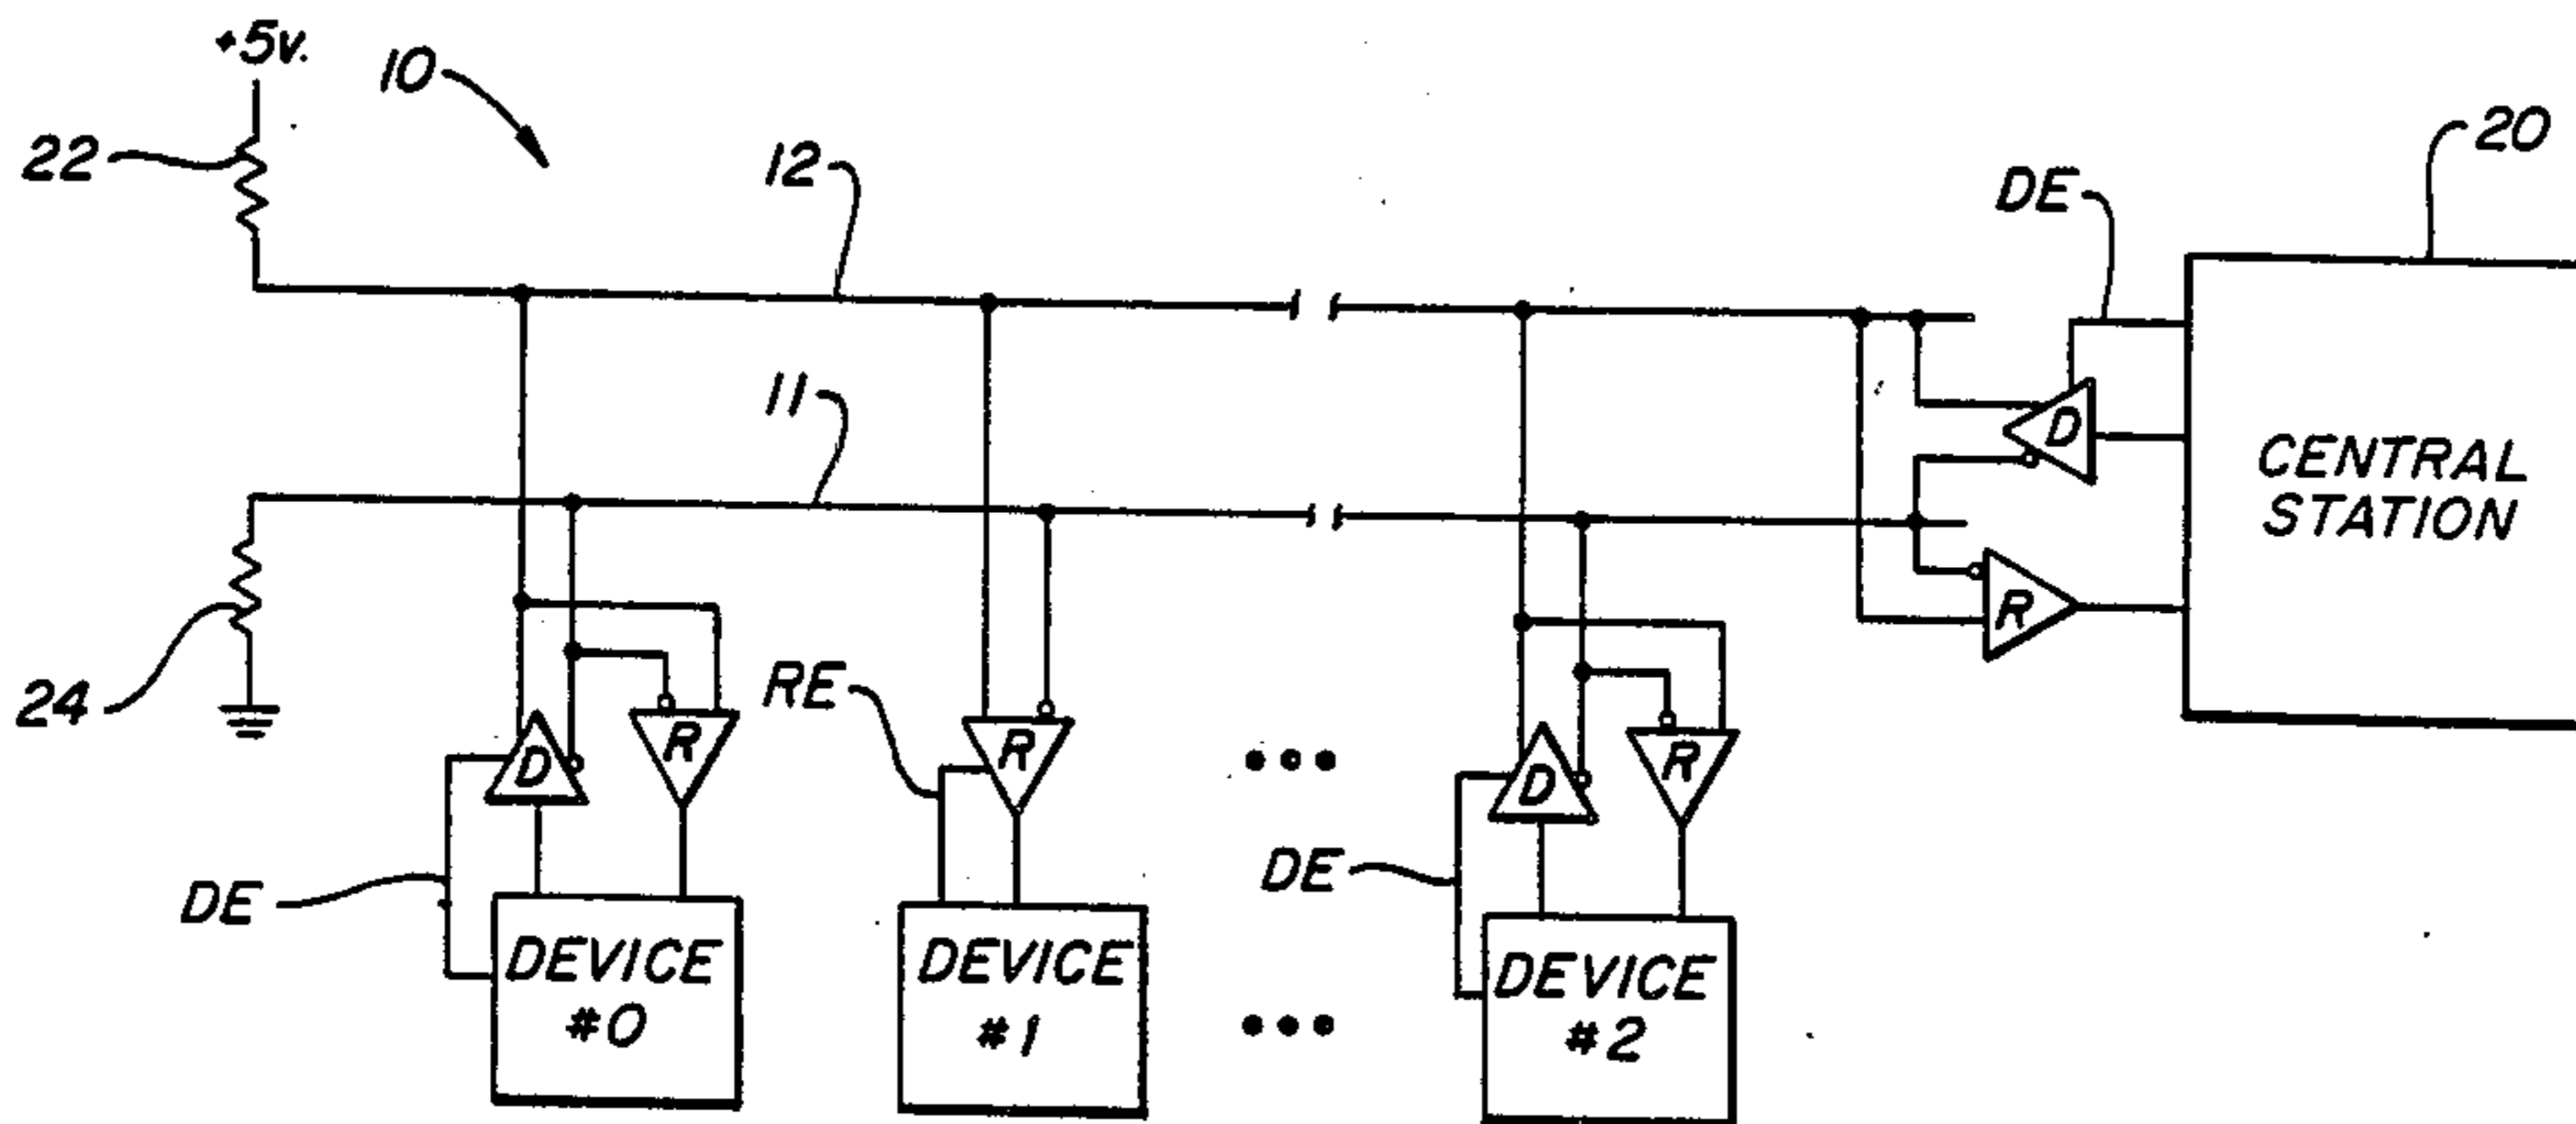 +5v.
10
22
12
20
DE
11
D
CENTRAL
STATION
R
24
RE
D
R
R
D
R
DE
DE
DEVICE
#0
DEVICE
#1
DEVICE
#2